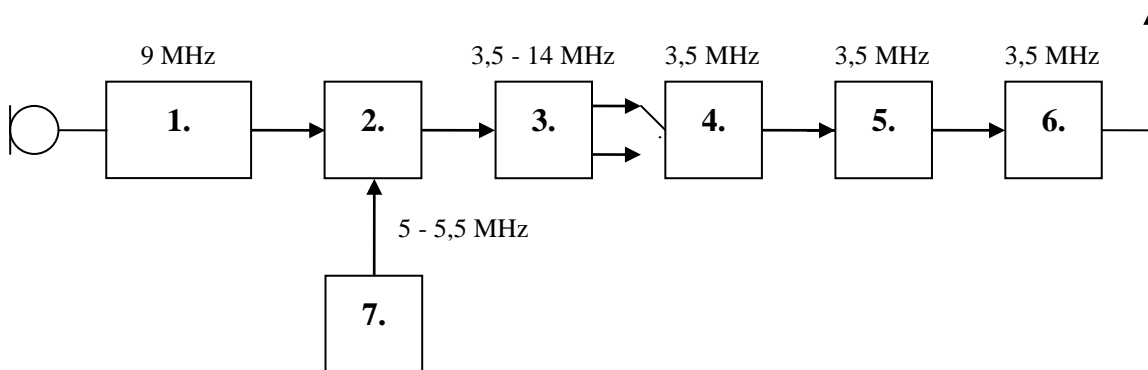 9 MHz
3,5 - 14 MHz
3,5 MHz
3,5 MHz
3,5 MHz
1.
2.
3.
4.
5.
6.
5 - 5,5 MHz
7.